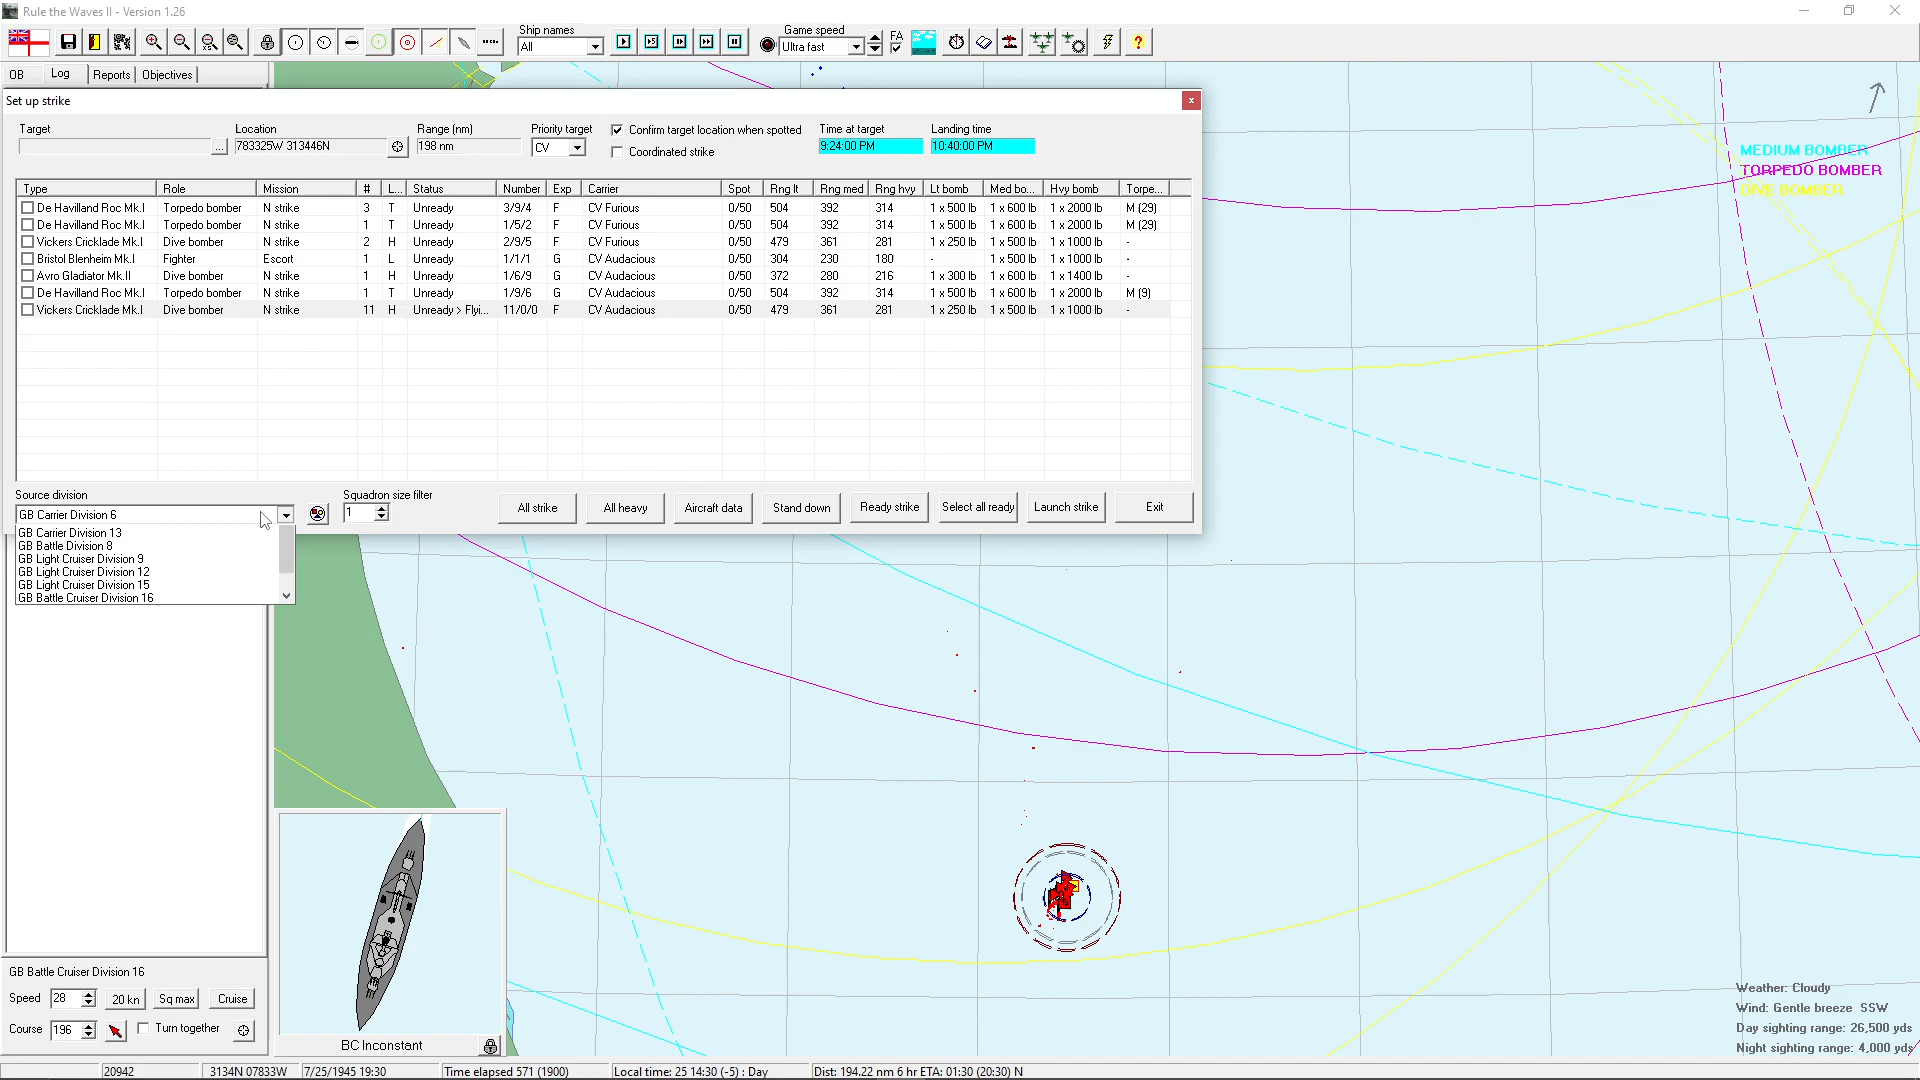 Rule the Waves II - Version 1.26
Ship names
All
Game speed
Ultra fast
FA
OB Log Reports Objectives
Set up strike
Target Location Range (nm) Priority target Confirm target location when spotted Time at target Landing time
... 783325W 313446N 198 nm CV Coordinated strike 9:24:00 PM 10:40:00 PM
Type Role Mission # L... Status Number Exp Carrier Spot Rng lt Rng med Rng hvy Lt bomb Med bo... Hvy bomb Torpe...
De Havilland Roc Mk.I Torpedo bomber N strike 3 T Unready 3/9/4 F CV Furious 0/50 504 392 314 1 x 500 lb 1 x 600 lb 1 x 2000 lb M (29)
De Havilland Roc Mk.I Torpedo bomber N strike 1 T Unready 1/5/2 F CV Furious 0/50 504 392 314 1 x 500 lb 1 x 600 lb 1 x 2000 lb M (29)
Vickers Cricklade Mk.I Dive bomber N strike 2 H Unready 2/9/5 F CV Furious 0/50 479 361 281 1 x 250 lb 1 x 500 lb 1 x 1000 lb -
Bristol Blenheim Mk.I Fighter Escort 1 L Unready 1/1/1 G CV Audacious 0/50 304 230 180 - 1 x 500 lb 1 x 1000 lb -
Avro Gladiator Mk.II Dive bomber N strike 1 H Unready 1/6/9 G CV Audacious 0/50 372 280 216 1 x 300 lb 1 x 600 lb 1 x 1400 lb -
De Havilland Roc Mk.I Torpedo bomber N strike 1 T Unready 1/9/6 G CV Audacious 0/50 504 392 314 1 x 500 lb 1 x 600 lb 1 x 2000 lb M (9)
Vickers Cricklade Mk.I Dive bomber N strike 11 H Unready > Flyi... 11/0/0 F CV Audacious 0/50 479 361 281 1 x 250 lb 1 x 500 lb 1 x 1000 lb -
Source division Squadron size filter
GB Carrier Division 6 1 All strike All heavy Aircraft data Stand down Ready strike Select all ready Launch strike Exit
GB Carrier Division 13
GB Battle Division 8
GB Light Cruiser Division 9
GB Light Cruiser Division 12
GB Light Cruiser Division 15
GB Battle Cruiser Division 16
MEDIUM BOMBER
TORPEDO BOMBER
DIVE BOMBER
GB Battle Cruiser Division 16
Speed 28 20 kn Sq max Cruise
Course 196 Turn together
BC Inconstant
Weather: Cloudy
Wind: Gentle breeze SSW
Day sighting range: 26,500 yds
Night sighting range: 4,000 yds
20942 3134N 07833W 7/25/1945 19:30 Time elapsed 571 (1900) Local time: 25 14:30 (-5) : Day Dist: 194.22 nm 6 hr ETA: 01:30 (20:30) N